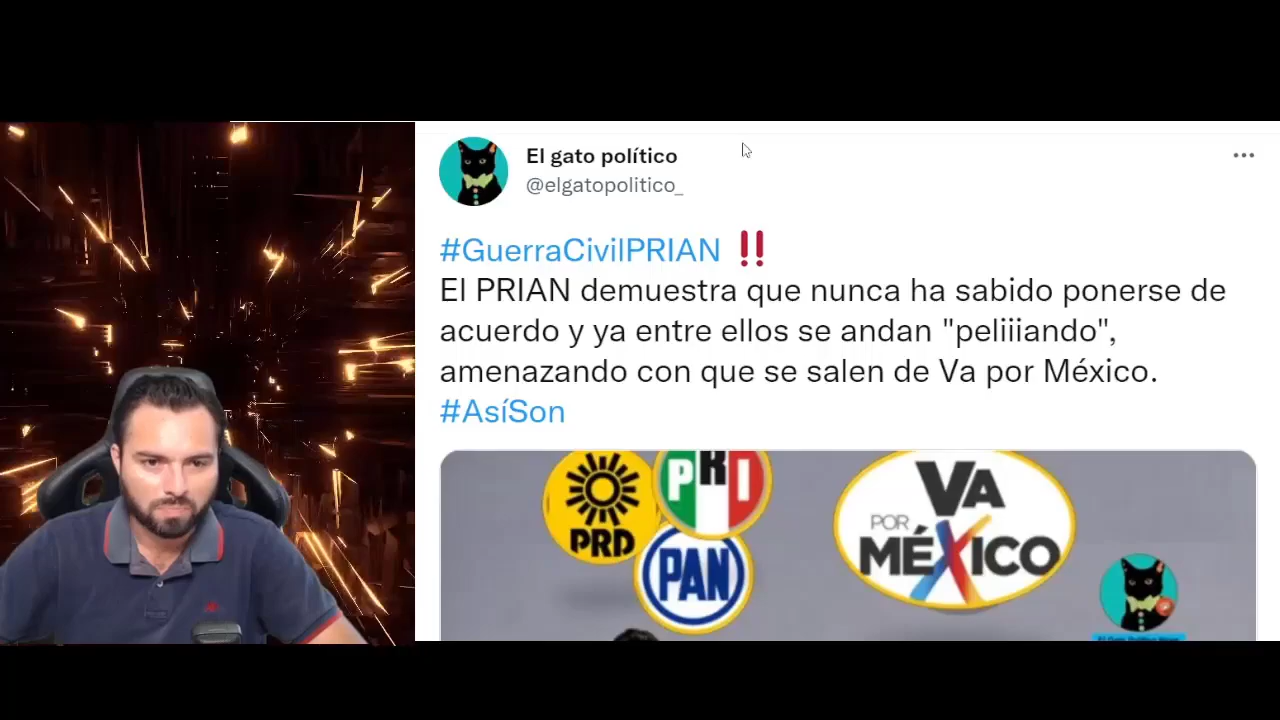 El gato político
@elgatopolitico_
#GuerraCivilPRIAN ‼
El PRIAN demuestra que nunca ha sabido ponerse de
acuerdo y ya entre ellos se andan "peliiiando",
amenazando con que se salen de Va por México.
#AsíSon
PRD
PRI
PAN
VA
POR
MÉXICO